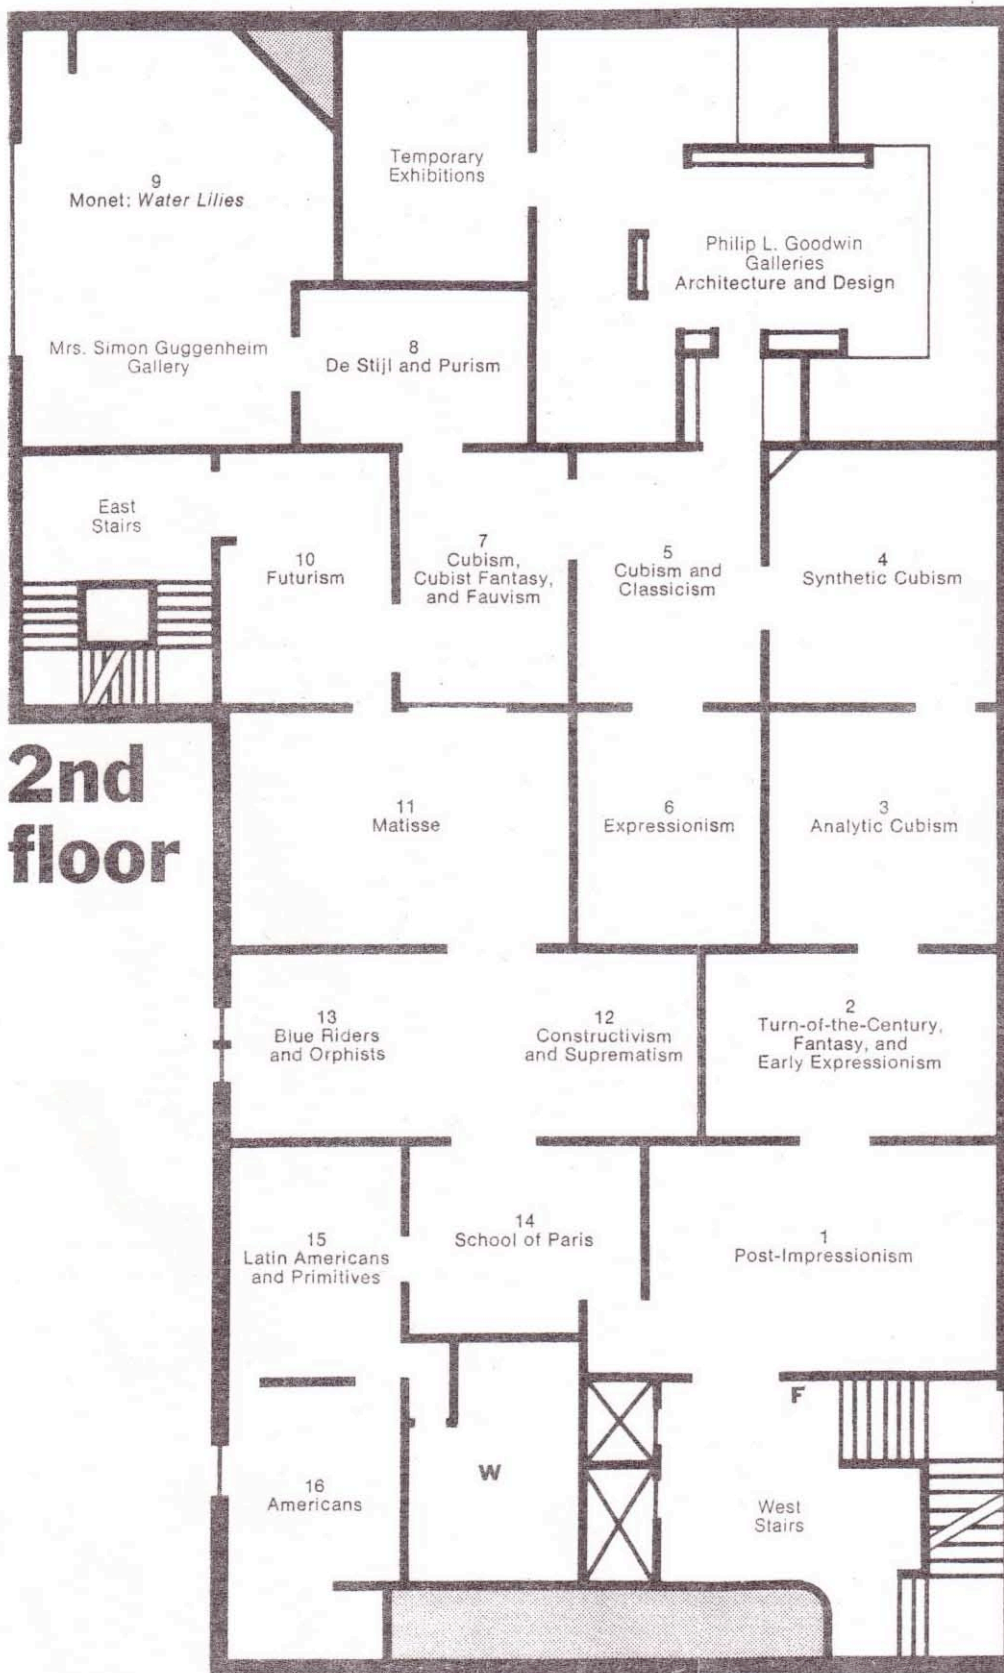 9
Monet: Water Lilies
Temporary
Exhibitions
Philip L. Goodwin
Galleries
Architecture and Design
Mrs. Simon Guggenheim
Gallery
8
De Stijl and Purism
East
Stairs
10
Futurism
7
Cubism,
Cubist Fantasy,
and Fauvism
5
Cubism and
Classicism
4
Synthetic Cubism
2nd
floor
11
Matisse
6
Expressionism
3
Analytic Cubism
13
Blue Riders
and Orphists
12
Constructivism
and Suprematism
2
Turn-of-the-Century,
Fantasy, and
Early Expressionism
15
Latin Americans
and Primitives
14
School of Paris
1
Post-Impressionism
F
W
16
Americans
West
Stairs